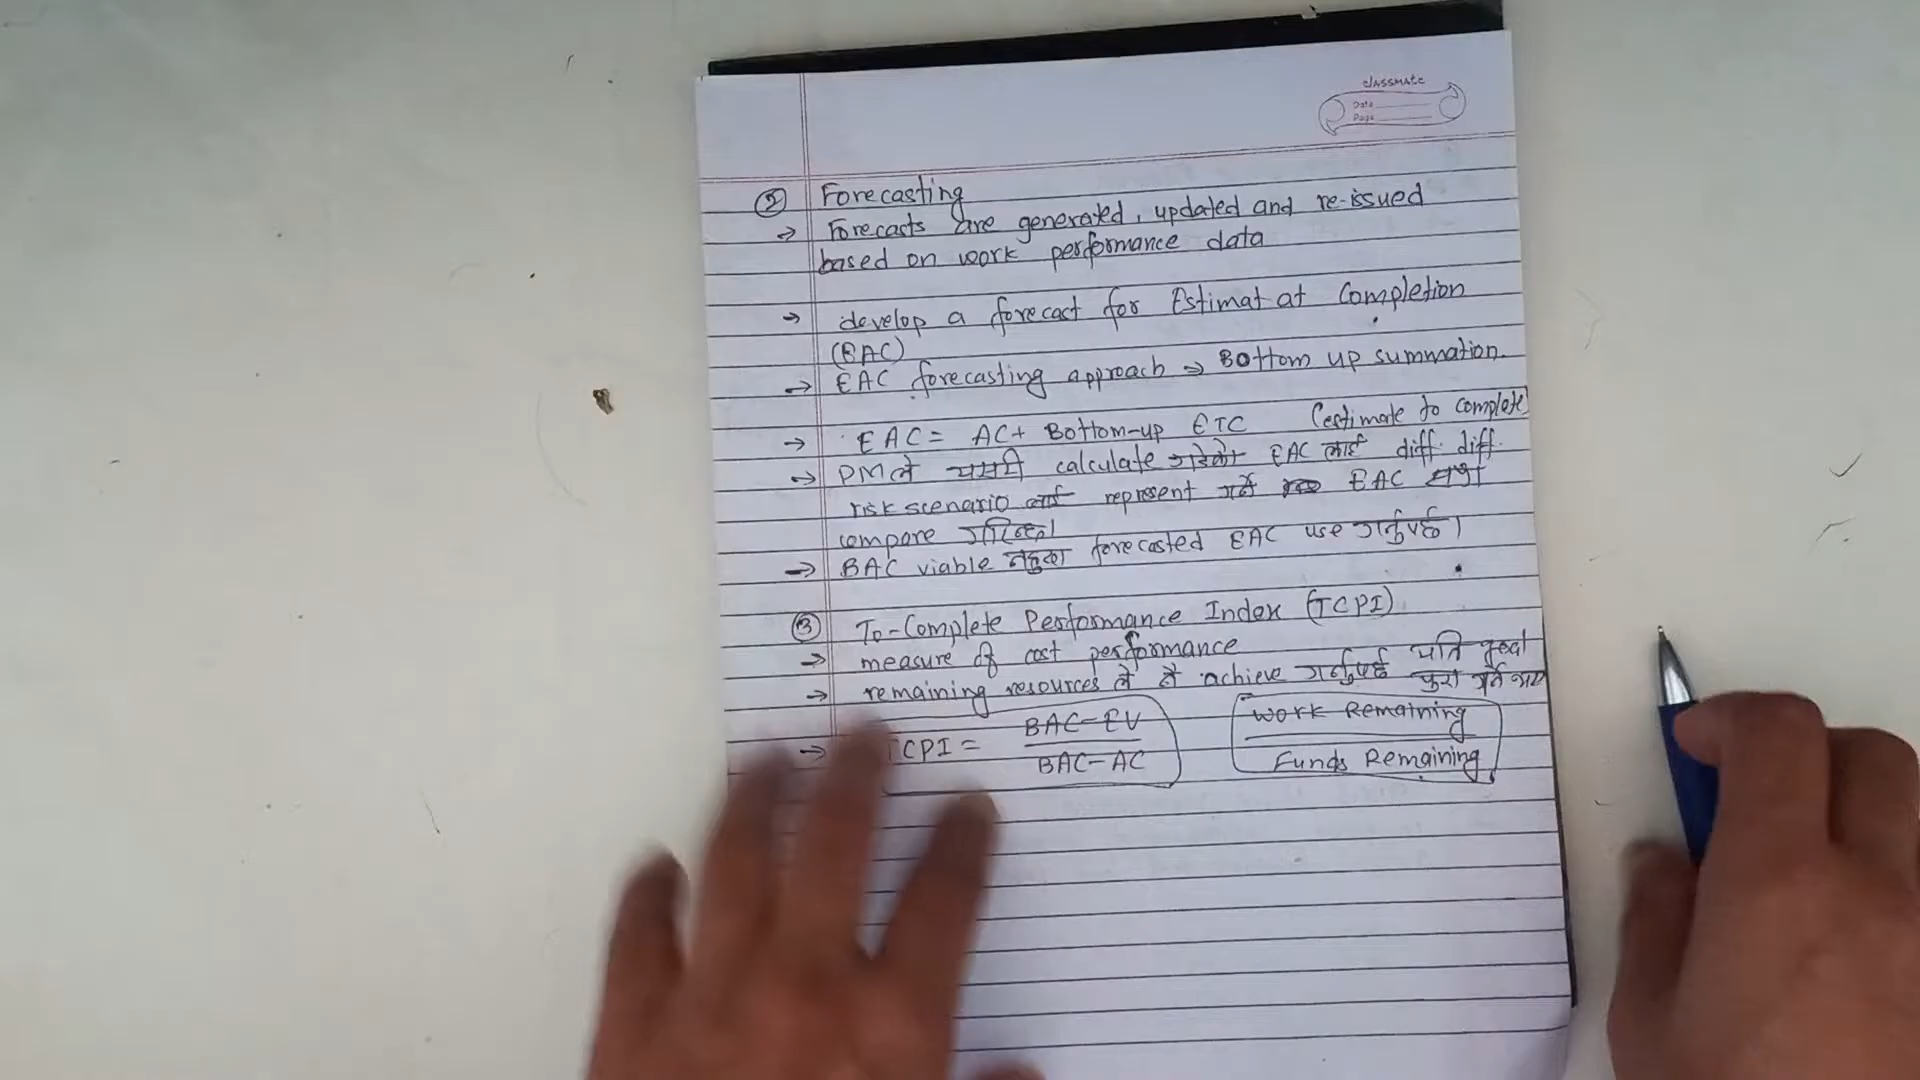 classmate
Date
Page
② Forecasting
→ Forecasts are generated, updated and re-issued
based on work performance data
→ develop a forecast for Estimat at Completion
(EAC)
→ EAC forecasting approach → Bottom up summation.
→ EAC = AC + Bottom-up ETC (estimate to complete)
→ PM ले यसरी calculate गरेको EAC लाई diff. diff.
risk scenario लाई represent गर्ने EAC सँग
compare गरिन्छ।
→ BAC viable नहुका forecasted EAC use गर्नुपर्छ।
③ To-Complete Performance Index (TCPI)
→ measure of cost performance
→ remaining resources ले नै achieve गर्नुपर्छ यति goal पुरा गर्न
→ TCPI = BAC-EV Work Remaining
BAC-AC Funds Remaining